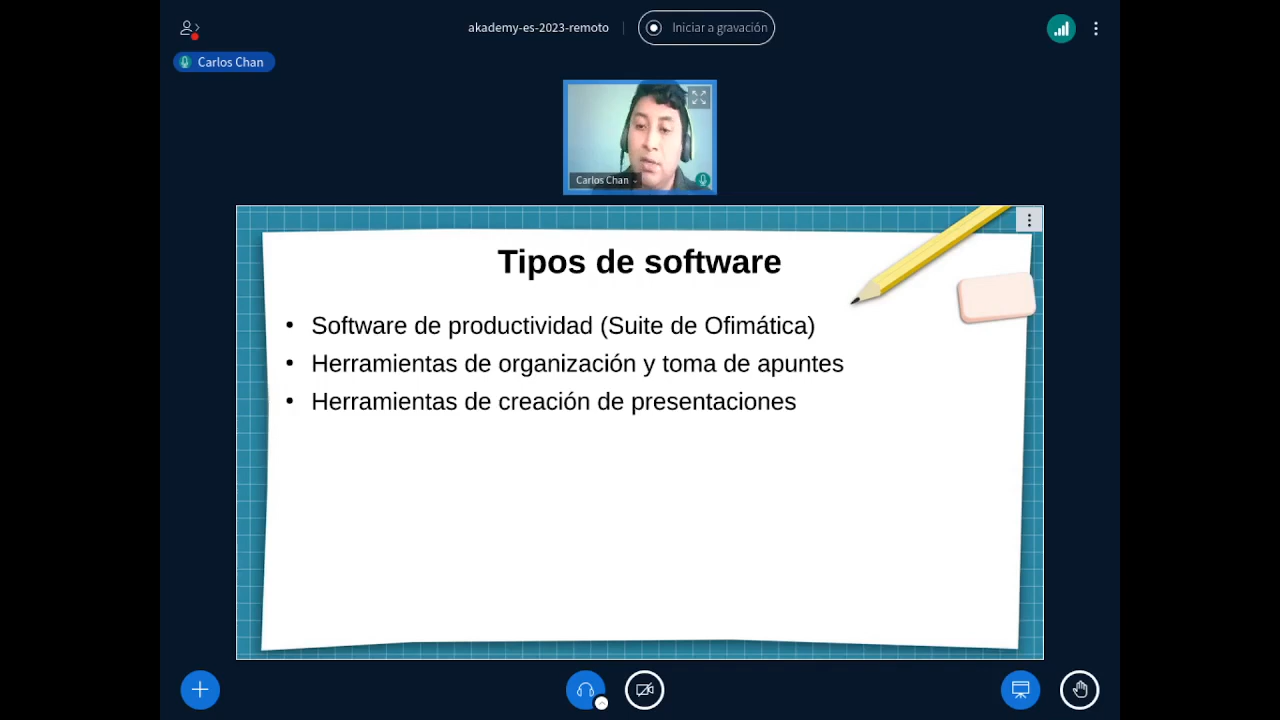 akademy-es-2023-remoto
Iniciar a gravación
Carlos Chan
Carlos Chan
Tipos de software
• Software de productividad (Suite de Ofimática)
• Herramientas de organización y toma de apuntes
• Herramientas de creación de presentaciones